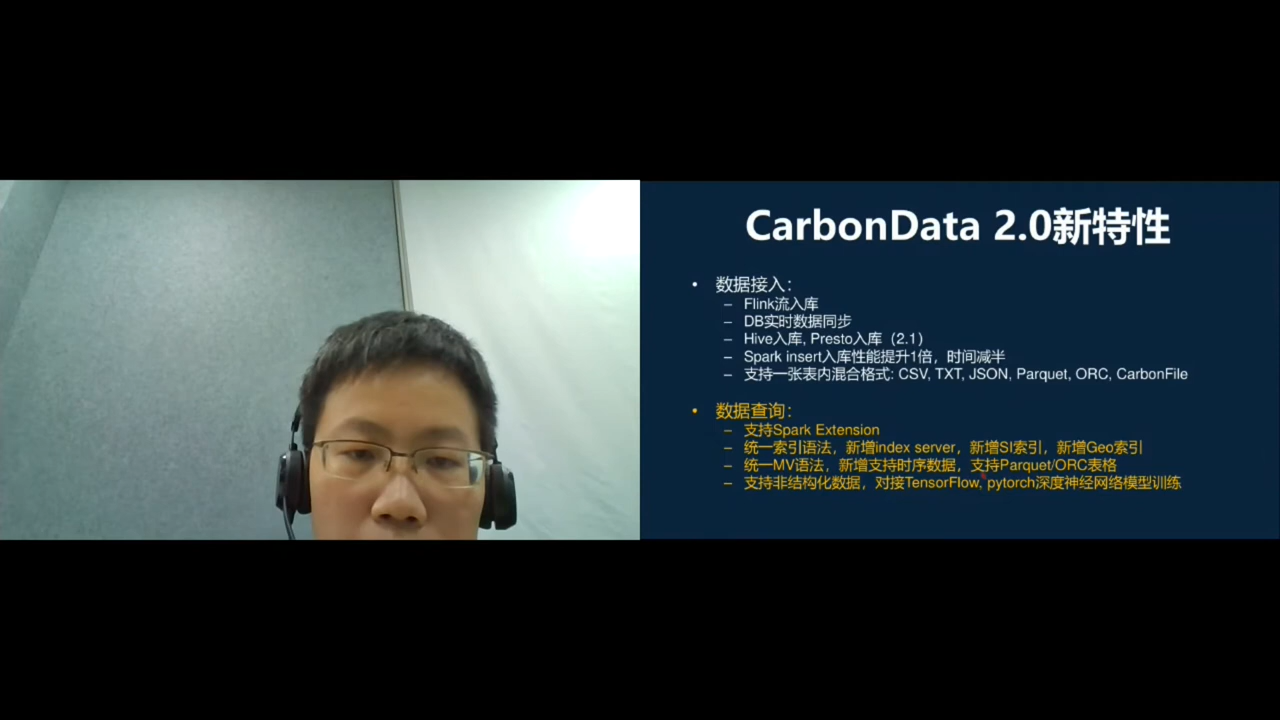 CarbonData 2.0新特性
• 数据接入：
– Flink流入库
– DB实时数据同步
– Hive入库, Presto入库（2.1）
– Spark insert入库性能提升1倍，时间减半
– 支持一张表内混合格式: CSV, TXT, JSON, Parquet, ORC, CarbonFile
• 数据查询：
– 支持Spark Extension
– 统一索引语法，新增index server，新增SI索引，新增Geo索引
– 统一MV语法，新增支持时序数据，支持Parquet/ORC表格
– 支持非结构化数据，对接TensorFlow, pytorch深度神经网络模型训练